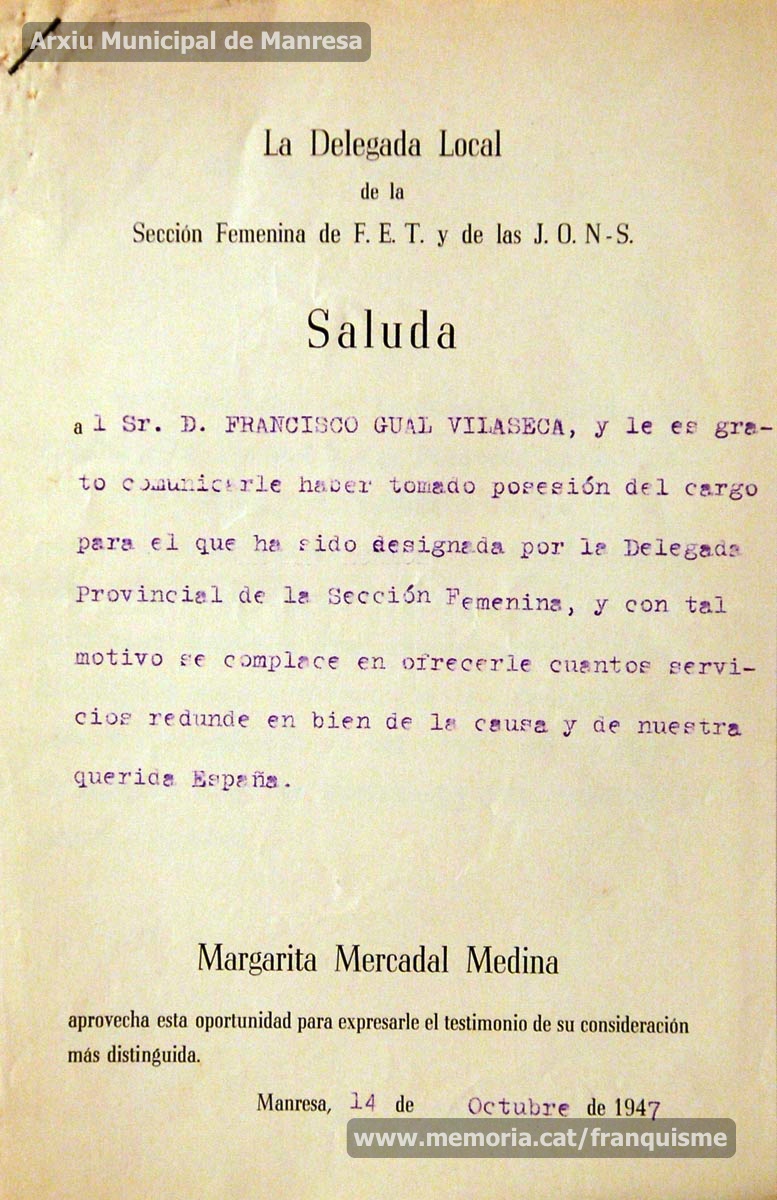 Arxiu Municipal de Manresa
La Delegada Local
de la
Sección Femenina de F. E. T. y de las J. O. N-S.
Saluda
al Sr. D. FRANCISCO GUAL VILASECA, y le es gra-
to comunicarle haber tomado posesión del cargo
para el que ha sido designada por la Delegada
Provincial de la Sección Femenina, y con tal
motivo se complace en ofrecerle cuantos servi-
cios redunde en bien de la causa y de nuestra
querida España.
Margarita Mercadal Medina
aprovecha esta oportunidad para expresarle el testimonio de su consideración
más distinguida.
Manresa, 14 de Octubre de 1947
www.memoria.cat/franquisme